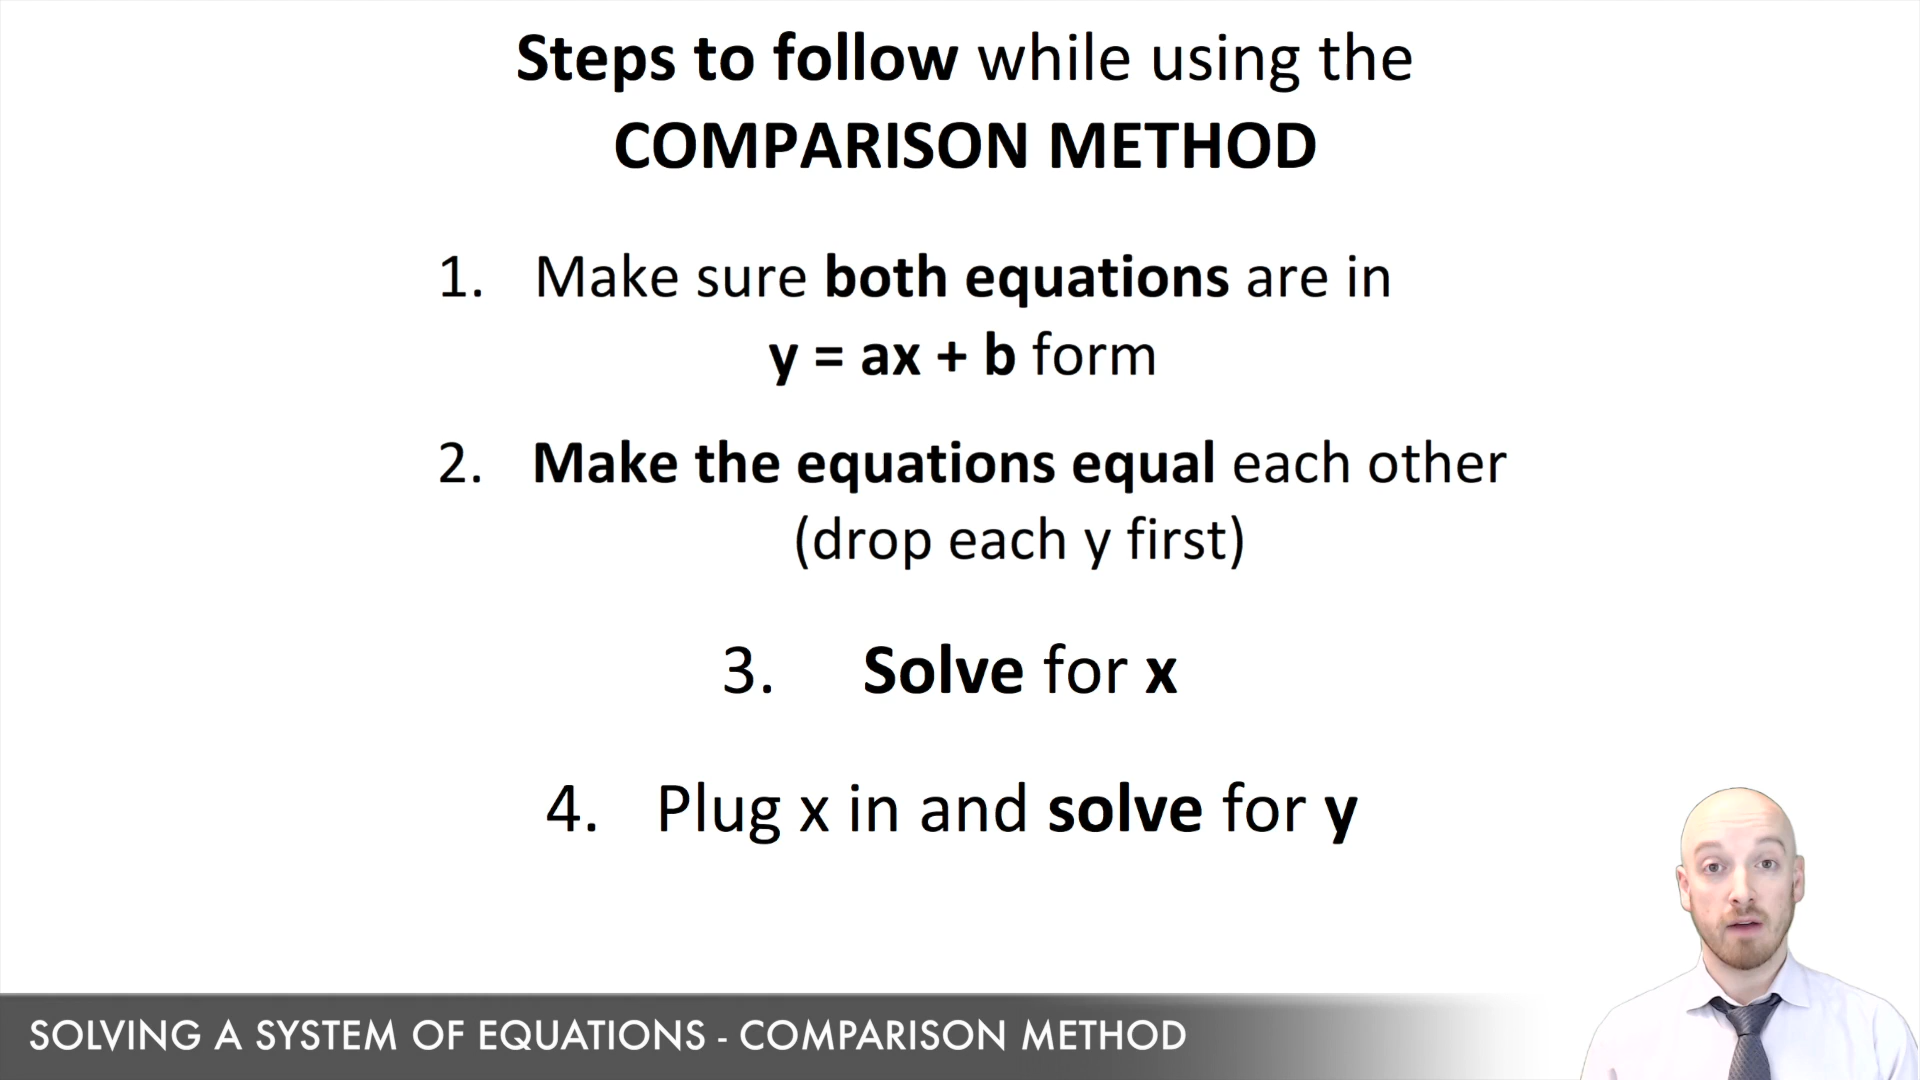 Steps to follow while using the
COMPARISON METHOD
1. Make sure both equations are in
y = ax + b form
2. Make the equations equal each other
(drop each y first)
3. Solve for x
4. Plug x in and solve for y
SOLVING A SYSTEM OF EQUATIONS - COMPARISON METHOD